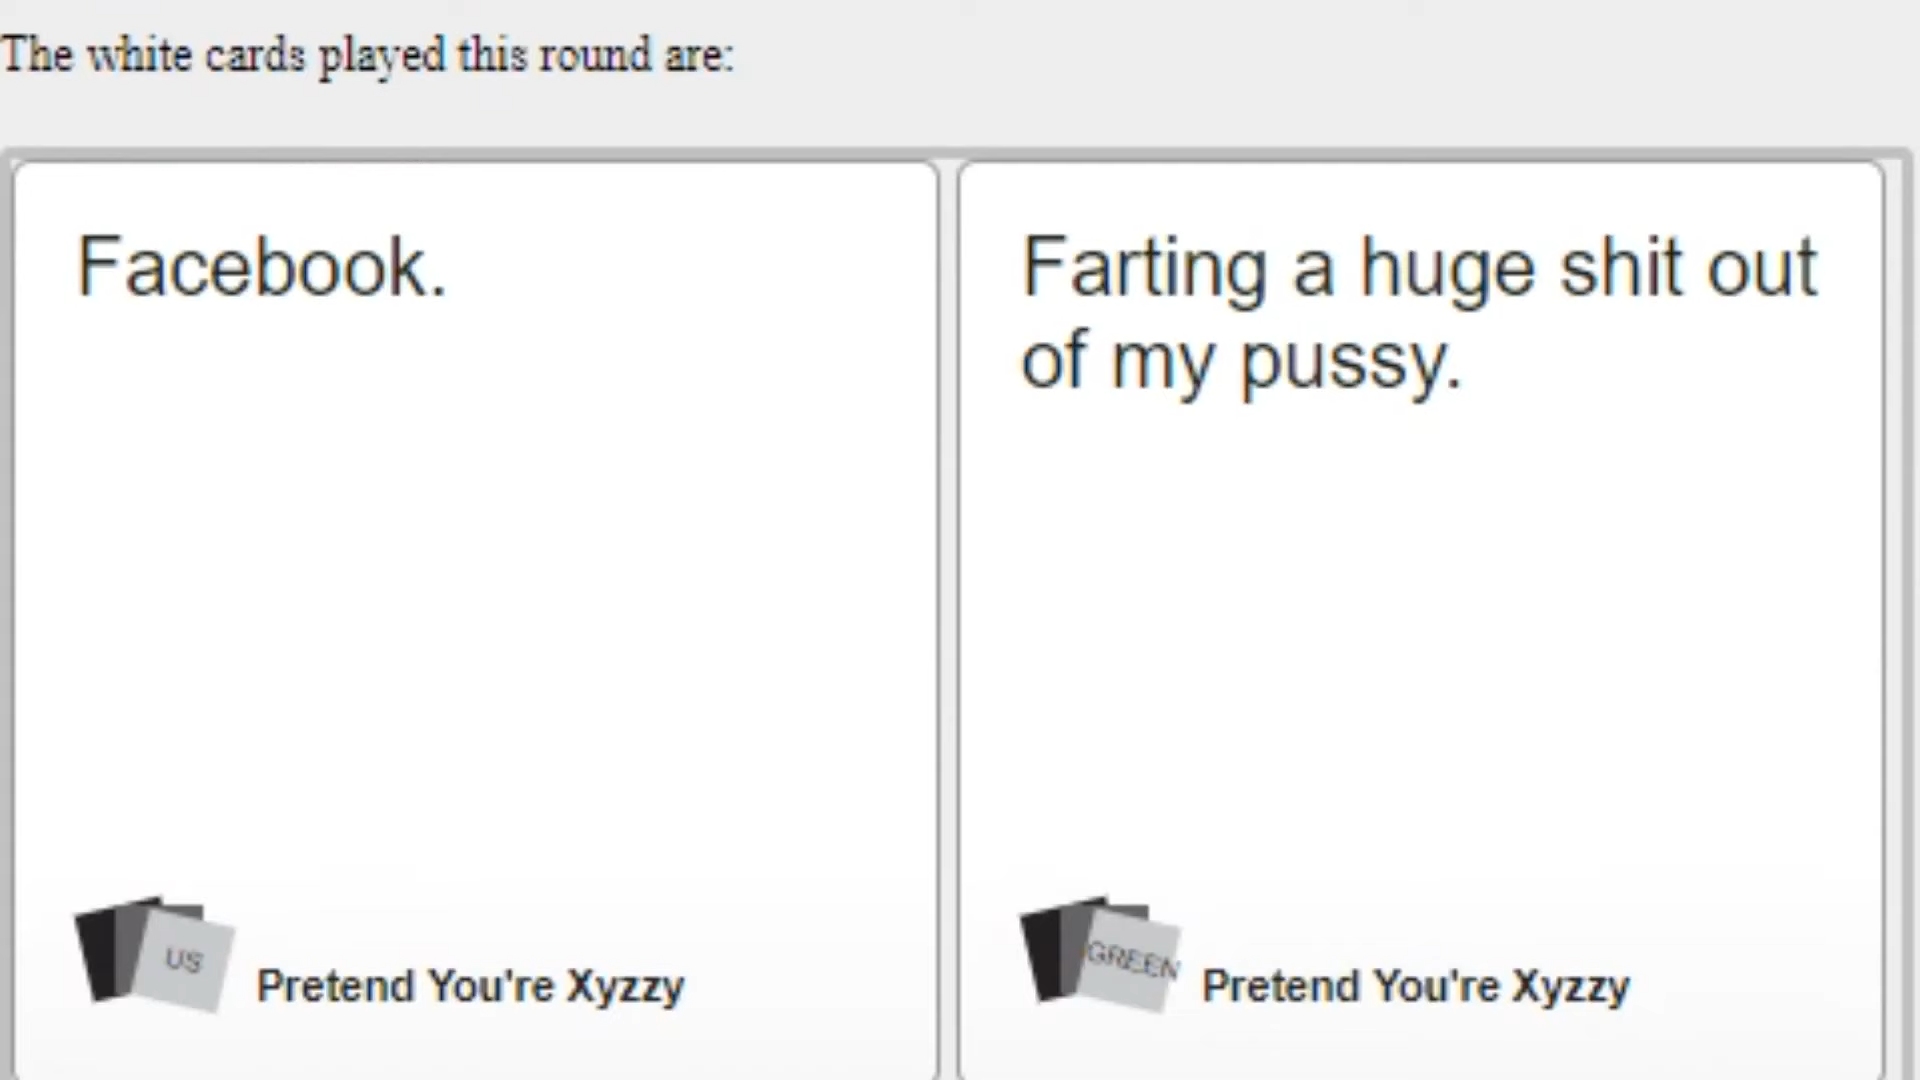 The white cards played this round are:
Facebook.
Farting a huge shit out
of my pussy.
US
Pretend You're Xyzzy
GREEN
Pretend You're Xyzzy